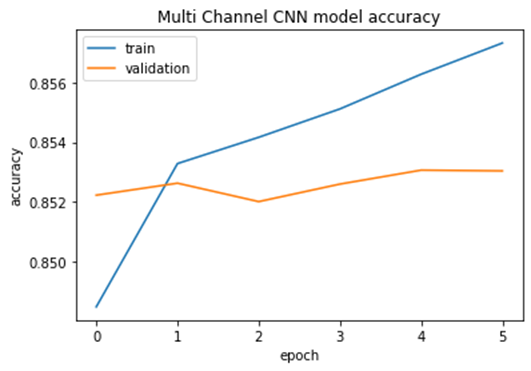 Multi Channel CNN model accuracy
train
validation
accuracy
0.856
0.854
0.852
0.850
0 1 2 3 4 5
epoch